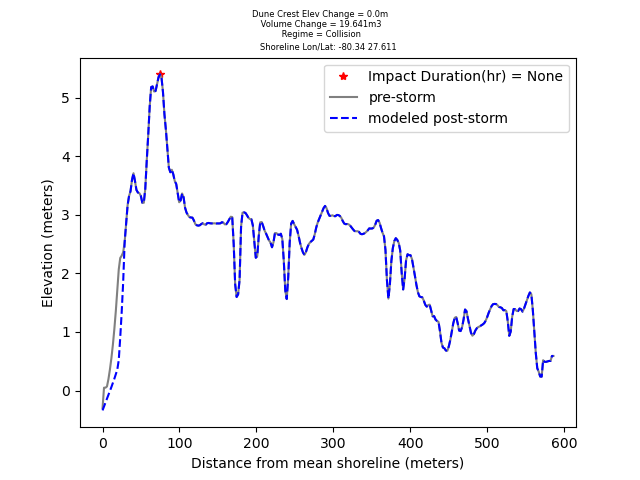 Dune Crest Elev Change = 0.0m
Volume Change = 19.641m3
Regime = Collision
Shoreline Lon/Lat: -80.34 27.611
Impact Duration(hr) = None
pre-storm
modeled post-storm
Elevation (meters)
5
4
3
2
1
0
0 100 200 300 400 500 600
Distance from mean shoreline (meters)